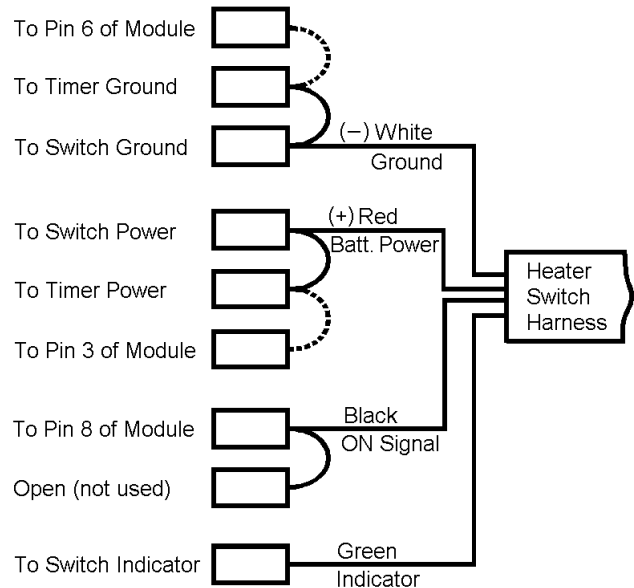 To Pin 6 of Module
To Timer Ground
To Switch Ground
(−) White
Ground
To Switch Power
(+) Red
Batt. Power
To Timer Power
To Pin 3 of Module
Heater
Switch
Harness
To Pin 8 of Module
Black
ON Signal
Open (not used)
To Switch Indicator
Green
Indicator